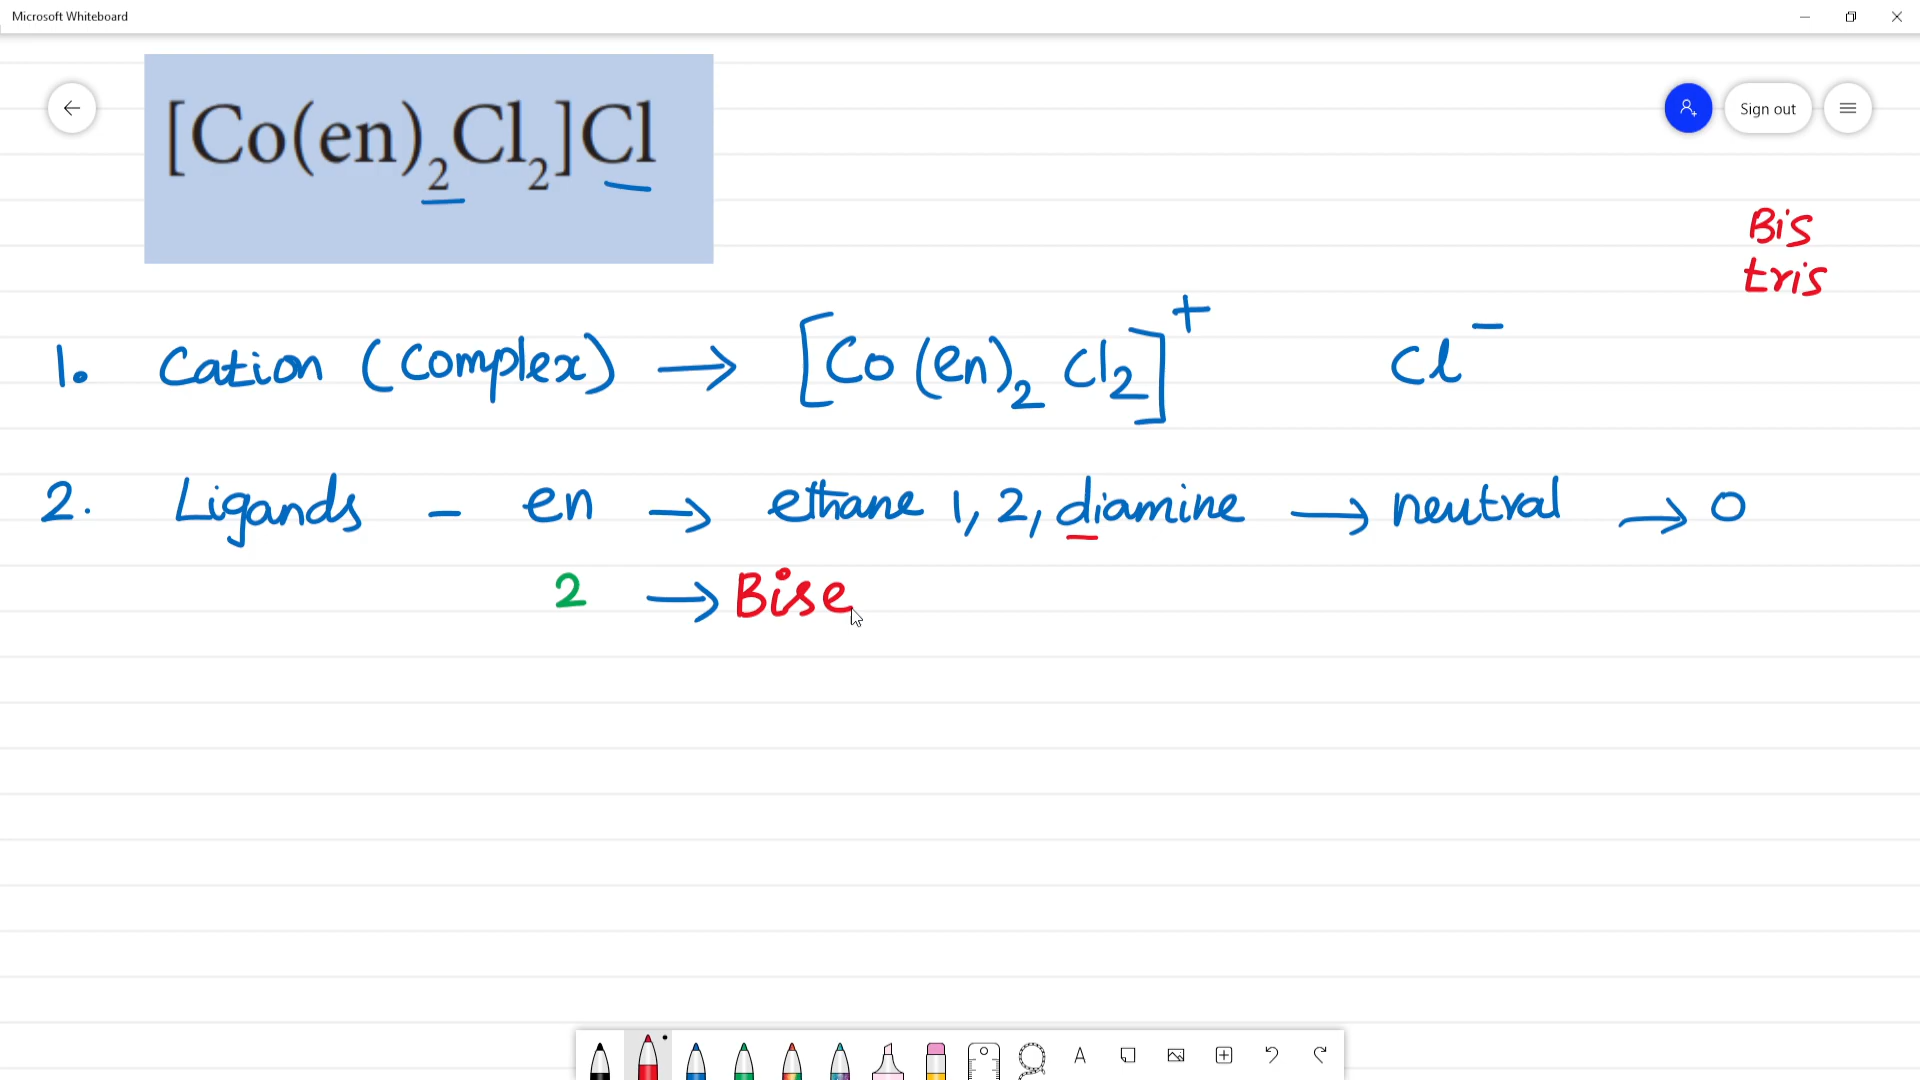 Microsoft Whiteboard
[Co(en)₂Cl₂]Cl
Sign out
Bis
tris
1. Cation (complex) → [Co(en)₂ Cl₂]⁺ Cl⁻
2. Ligands - en → ethane 1, 2, diamine → neutral → 0
2 → Bise
A